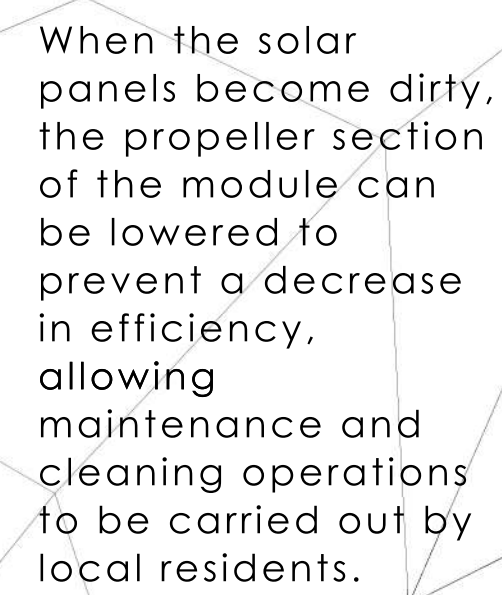 When the solar
panels become dirty,
the propeller section
of the module can
be lowered to
prevent a decrease
in efficiency,
allowing
maintenance and
cleaning operations
to be carried out by
local residents.